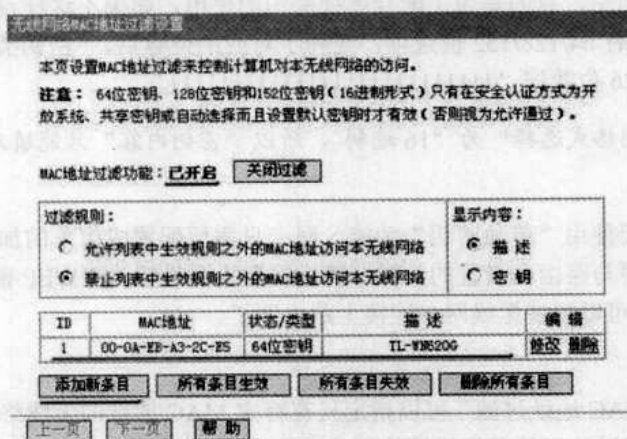 无线网络MAC地址过滤设置
本页设置MAC地址过滤来控制计算机对本无线网络的访问。
注意： 64位密钥、128位密钥和152位密钥（16进制形式）只有在安全认证方式为开
放系统、共享密钥或自动选择而且设置默认密钥时才有效（否则视为允许通过）。
MAC地址过滤功能：已开启 关闭过滤
过滤规则： 显示内容：
允许列表中生效规则之外的MAC地址访问本无线网络 描 述
禁止列表中生效规则之外的MAC地址访问本无线网络 密 钥
ID MAC地址 状态/类型 描 述 编 辑
1 00-0A-EB-A3-2C-E5 64位密钥 TL-WN620G 修改 删除
添加新条目 所有条目生效 所有条目失效 删除所有条目
上一页 下一页 帮 助